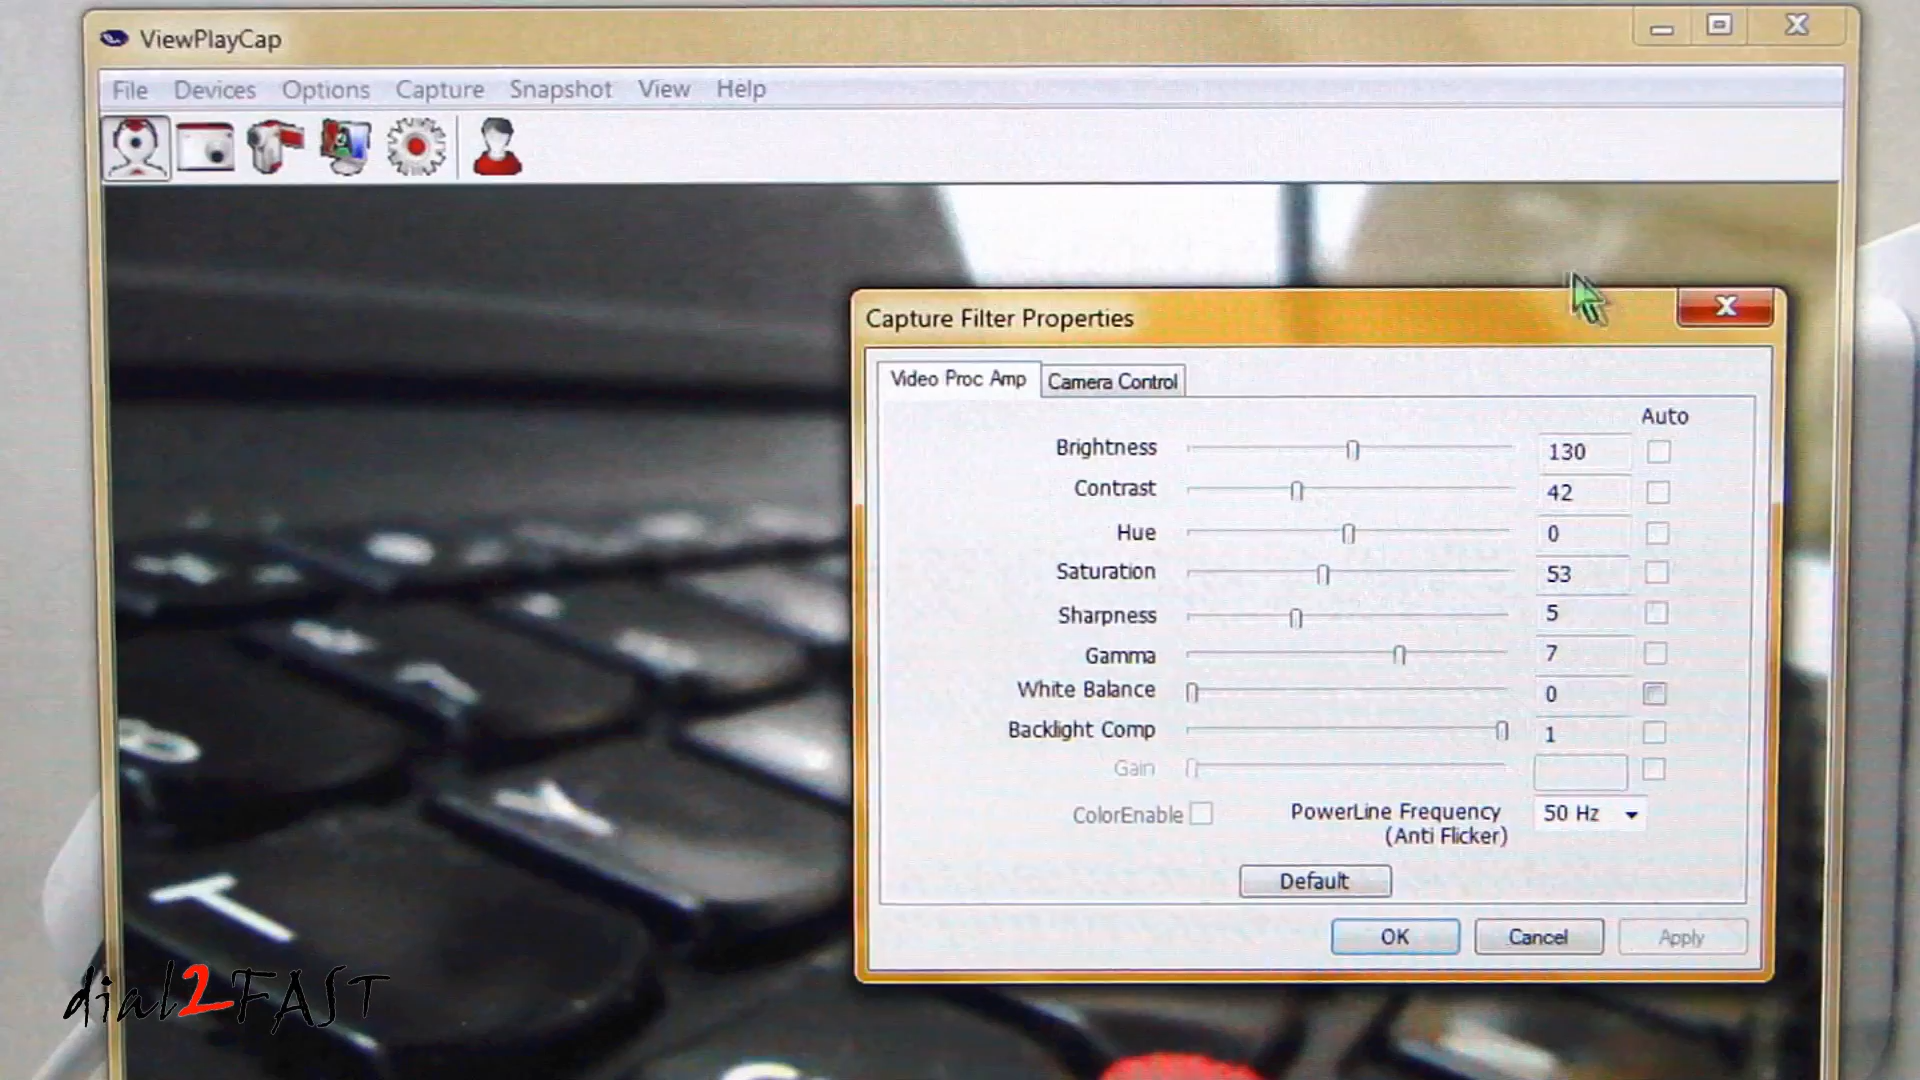 ViewPlayCap
File Devices Options Capture Snapshot View Help
Capture Filter Properties
Video Proc Amp Camera Control
Auto
Brightness 130
Contrast 42
Hue 0
Saturation 53
Sharpness 5
Gamma 7
White Balance 0
Backlight Comp 1
Gain
ColorEnable PowerLine Frequency 50 Hz
(Anti Flicker)
Default
OK Cancel Apply
Y
T
dial2FAST